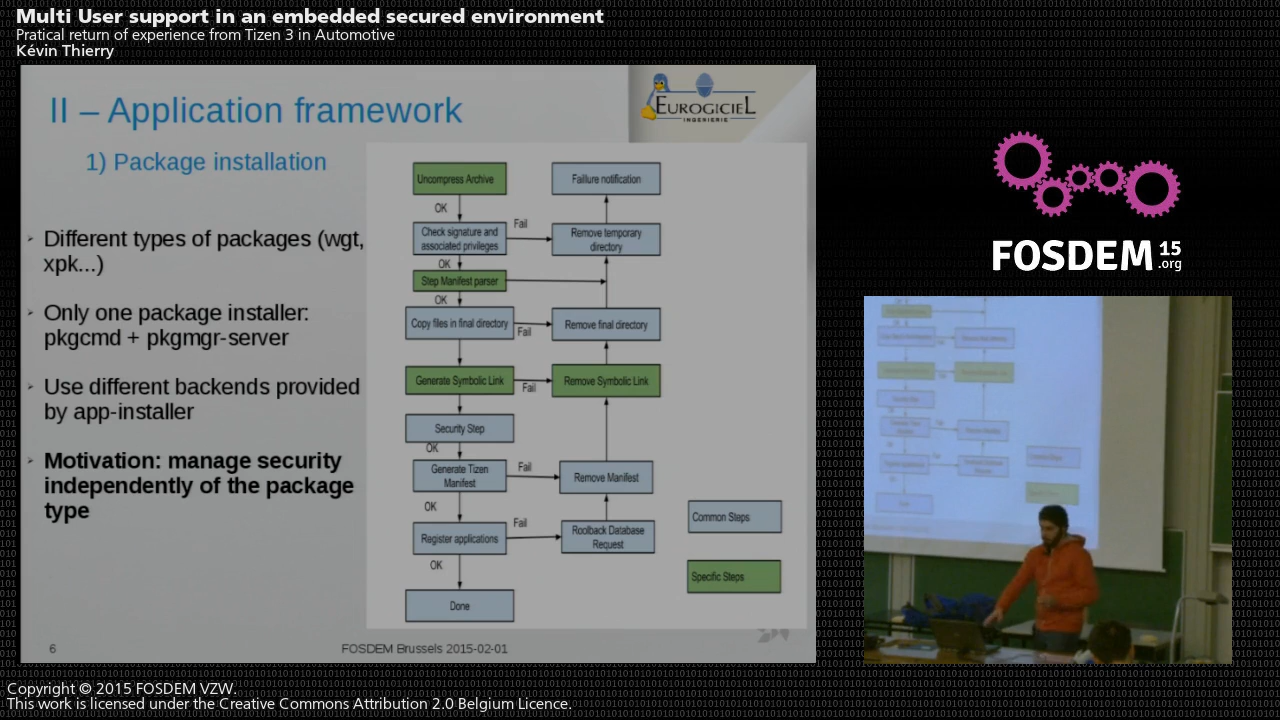 Multi User support in an embedded secured environment
Pratical return of experience from Tizen 3 in Automotive
Kévin Thierry
II – Application framework
EUROGICIEL
INGENIERIE
1) Package installation
Different types of packages (wgt,
xpk...)
Only one package installer:
pkgcmd + pkgmgr-server
Use different backends provided
by app-installer
Motivation: manage security
independently of the package
type
Uncompress Archive
Faillure notification
OK
Check signature and
associated privileges
Fail
Remove temporary
directory
OK
Step Manifest parser
OK
Copy files in final directory
Fail
Remove final directory
Generate Symbolic Link
Fail
Remove Symbolic Link
Security Step
OK
Generate Tizen
Manifest
Fail
Remove Manifest
OK
Register applications
Fail
Roolback Database
Request
OK
Done
Common Steps
Specific Steps
6
FOSDEM Brussels 2015-02-01
FOSDEM 15
.org
Copyright © 2015 FOSDEM VZW.
This work is licensed under the Creative Commons Attribution 2.0 Belgium Licence.